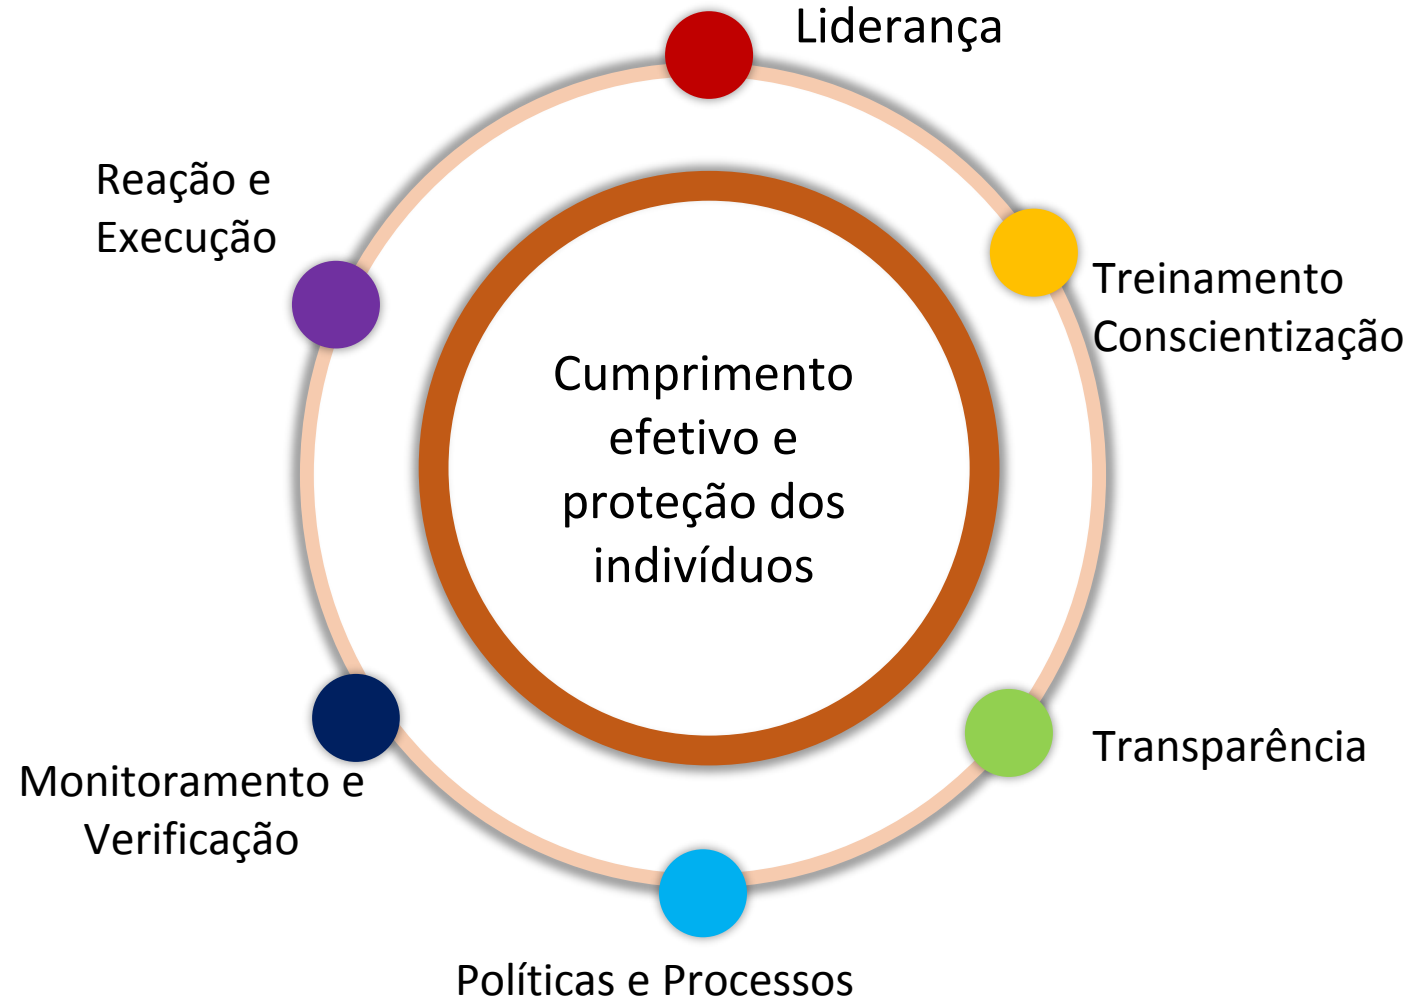 Liderança
Reação e
Execução
Treinamento
Conscientização
Cumprimento
efetivo e
proteção dos
indivíduos
Transparência
Monitoramento e
Verificação
Políticas e Processos